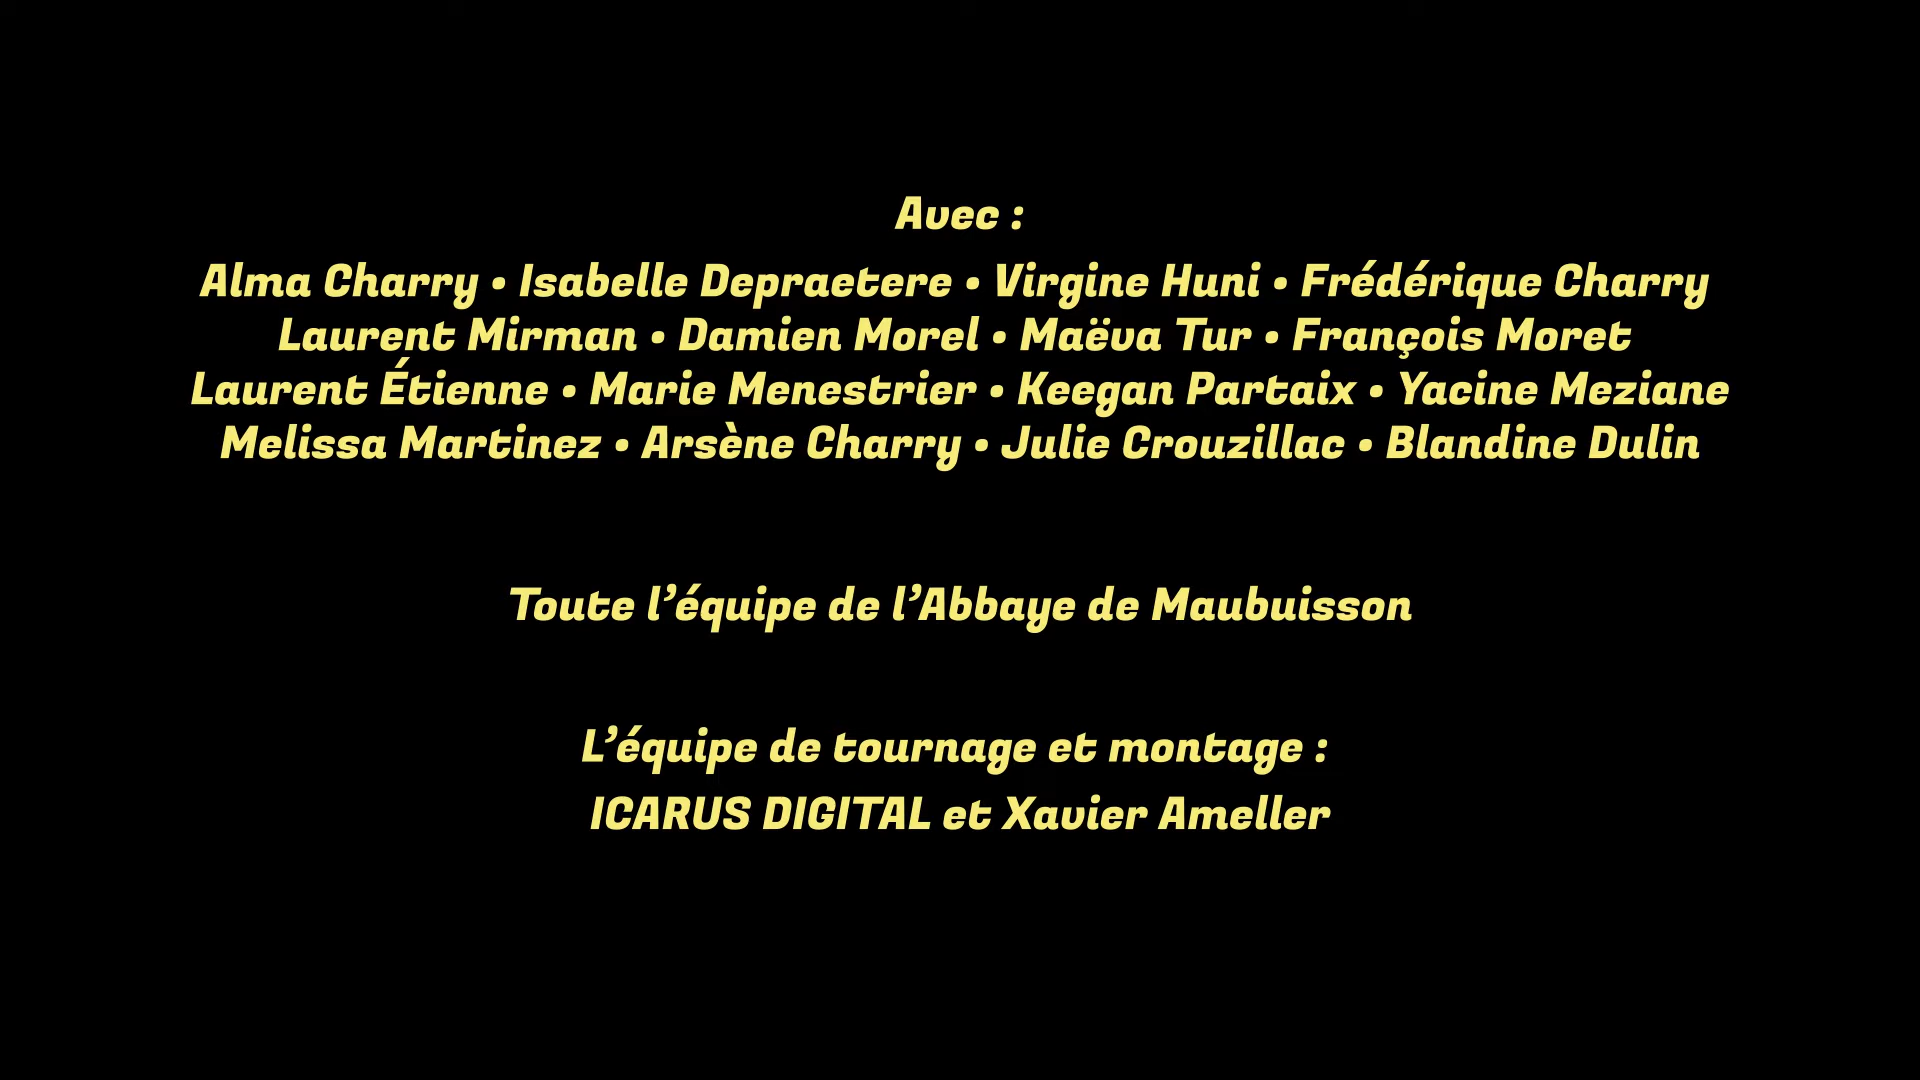 Avec :
Alma Charry • Isabelle Depraetere • Virgine Huni • Frédérique Charry
Laurent Mirman • Damien Morel • Maëva Tur • François Moret
Laurent Étienne • Marie Menestrier • Keegan Partaix • Yacine Meziane
Melissa Martinez • Arsène Charry • Julie Crouzillac • Blandine Dulin
Toute l’équipe de l’Abbaye de Maubuisson
L’équipe de tournage et montage :
ICARUS DIGITAL et Xavier Ameller